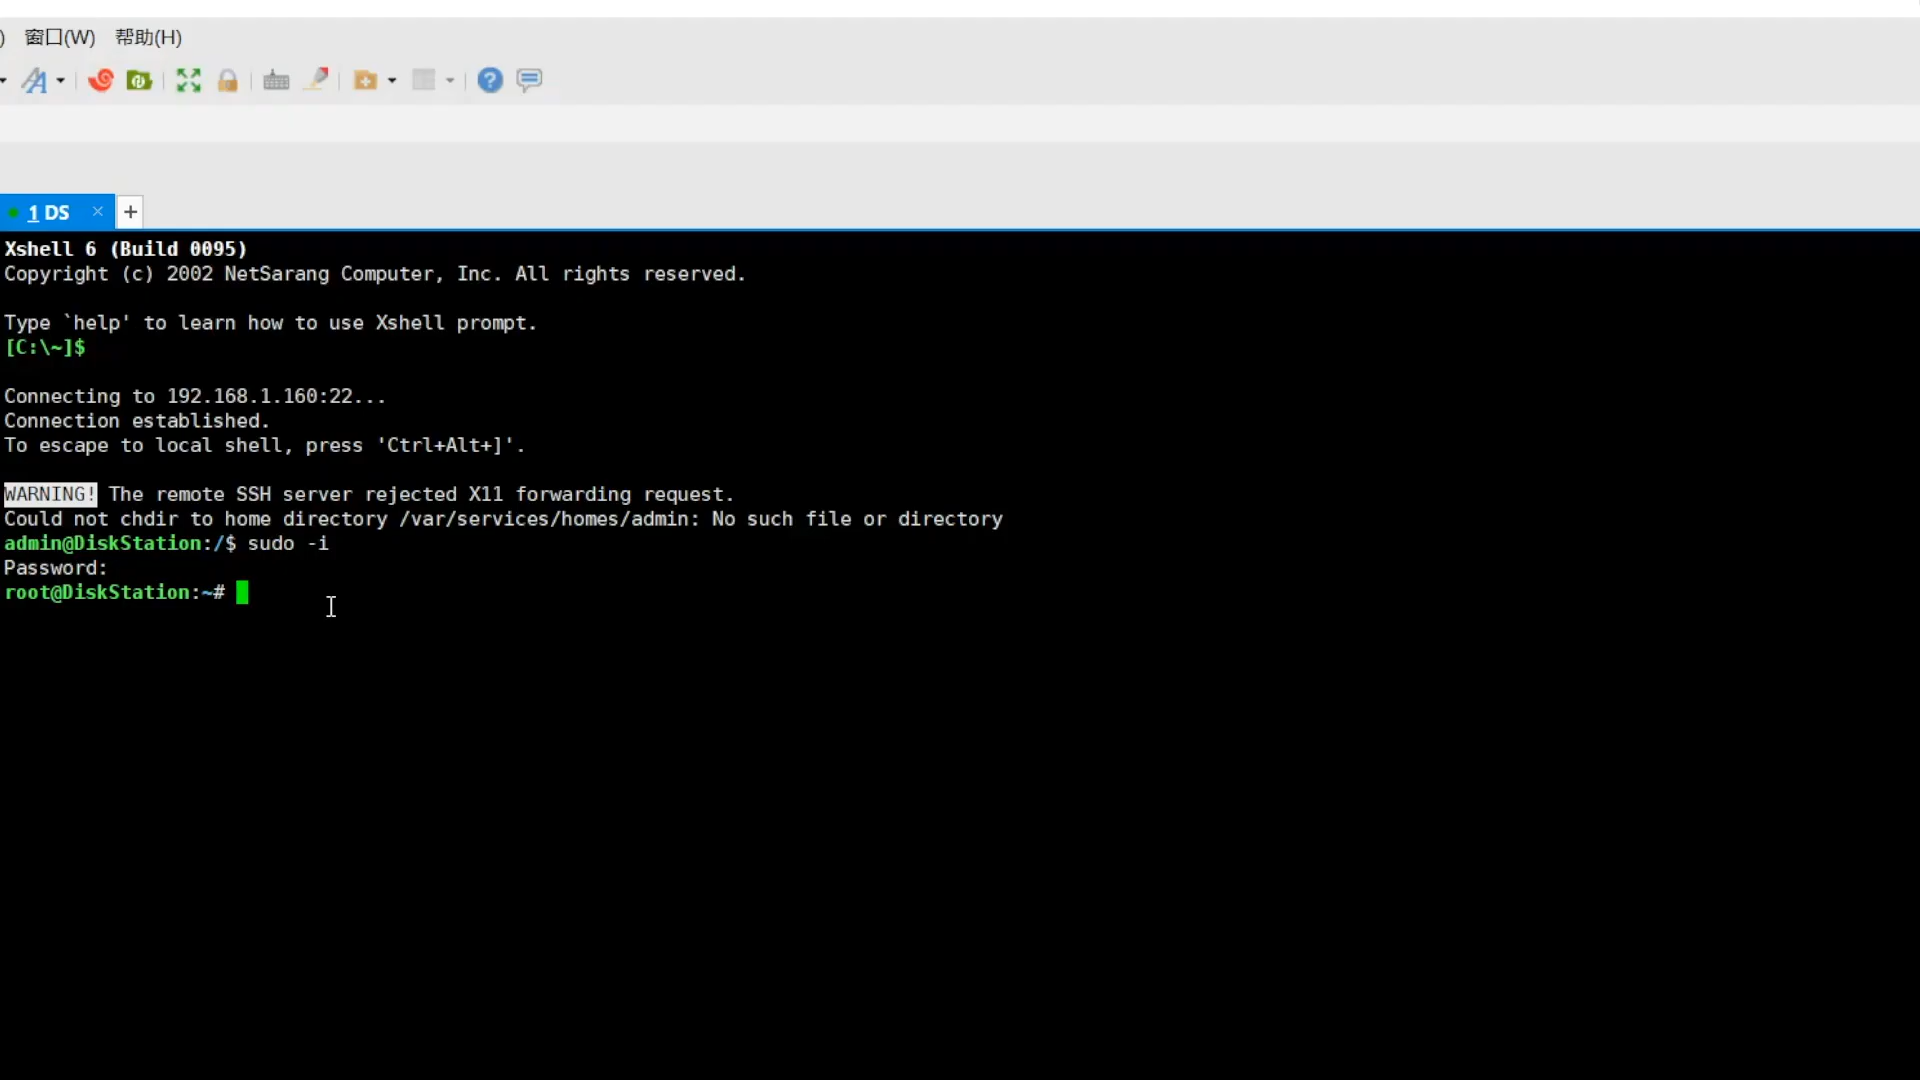 ) 窗口(W) 帮助(H)
1 DS × +
Xshell 6 (Build 0095)
Copyright (c) 2002 NetSarang Computer, Inc. All rights reserved.
Type `help' to learn how to use Xshell prompt.
[C:\~]$
Connecting to 192.168.1.160:22...
Connection established.
To escape to local shell, press 'Ctrl+Alt+]'.
WARNING! The remote SSH server rejected X11 forwarding request.
Could not chdir to home directory /var/services/homes/admin: No such file or directory
admin@DiskStation:/$ sudo -i
Password:
root@DiskStation:~#